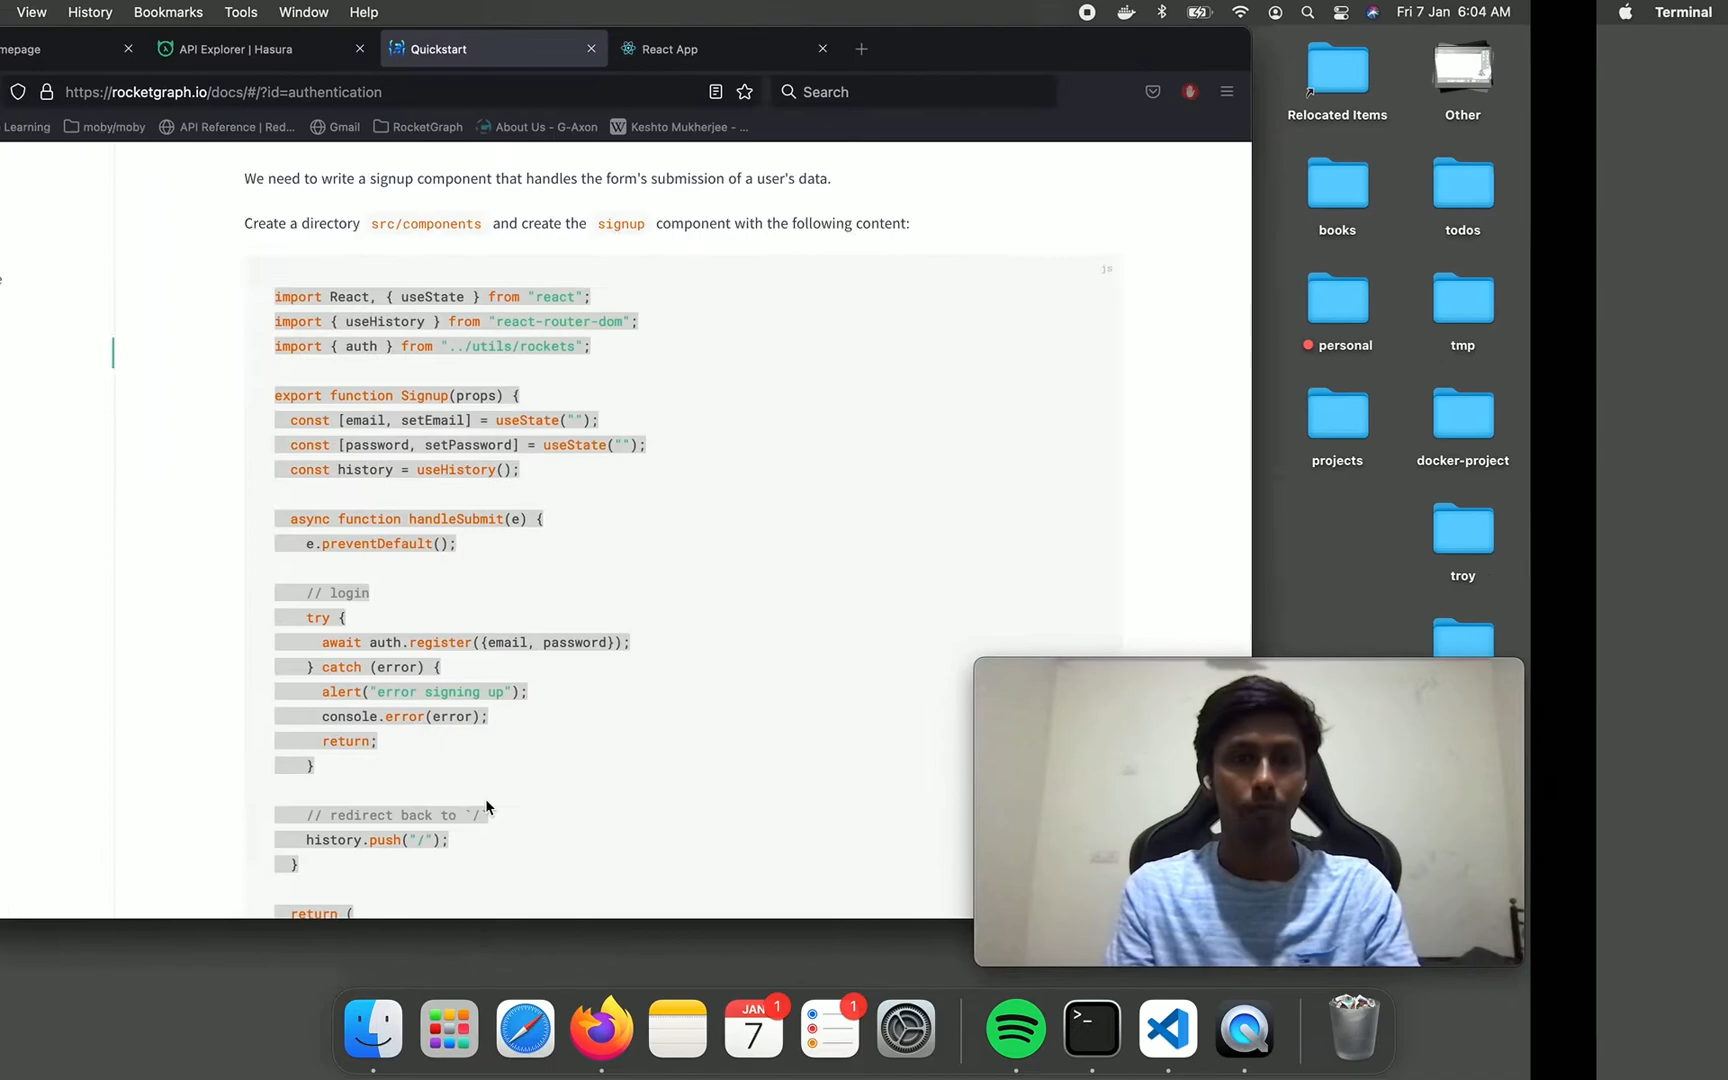 View History Bookmarks Tools Window Help Fri 7 Jan 6:04 AM Terminal
mepage API Explorer | Hasura Quickstart React App
https://rocketgraph.io/docs/#/?id=authentication Search
Learning moby/moby API Reference | Red... Gmail RocketGraph About Us - G-Axon Keshto Mukherjee - ...
We need to write a signup component that handles the form's submission of a user's data.
Create a directory src/components and create the signup component with the following content:
js
import React, { useState } from "react";
import { useHistory } from "react-router-dom";
import { auth } from "../utils/rockets";
export function Signup(props) {
const [email, setEmail] = useState("");
const [password, setPassword] = useState("");
const history = useHistory();
async function handleSubmit(e) {
e.preventDefault();
// login
try {
await auth.register({email, password});
} catch (error) {
alert("error signing up");
console.error(error);
return;
}
// redirect back to `/`
history.push("/");
}
return (
Relocated Items Other
books todos
personal tmp
projects docker-project
troy
JAN
7
1
1
>_